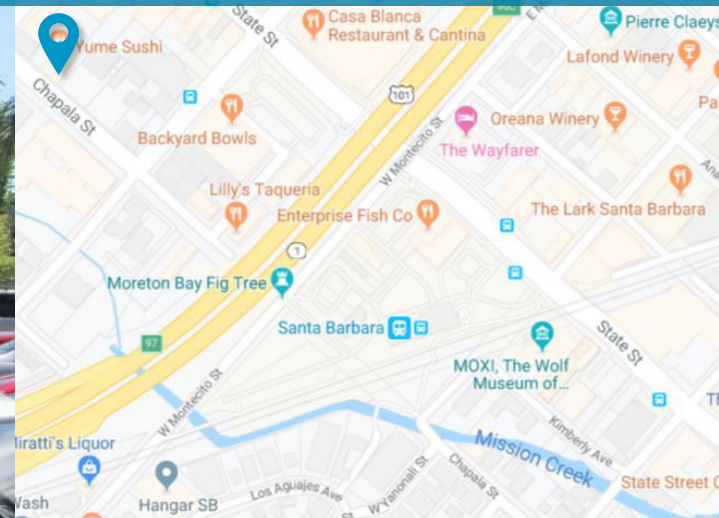 State St
Casa Blanca
Restaurant & Cantina
Pierre Claeys
Yume Sushi
Lafond Winery
Chapala St
101
Backyard Bowls
W Montecito St
Oreana Winery
The Wayfarer
Lilly's Taqueria
Enterprise Fish Co
The Lark Santa Barbara
1
Moreton Bay Fig Tree
Santa Barbara
97
State St
MOXI, The Wolf
Museum of...
W Montecito St
Miratti's Liquor
Mission Creek
Kimberly Ave
Chapala St
W Yanonali St
Los Aguajes Ave
State Street
Wash
Hangar SB